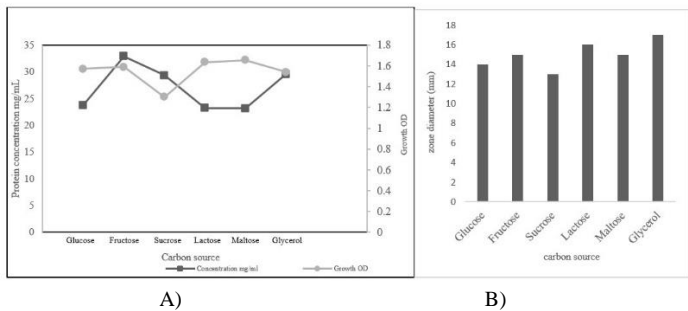 35
30
25
20
15
10
5
0
Protein concentration mg/mL
1.8
1.6
1.4
1.2
1
0.8
0.6
0.4
0.2
0
Growth OD
Glucose Fructose Sucrose Lactose Maltose Glycerol
Carbon source
Concentration mg/ml Growth OD
A)
18
16
14
12
10
8
6
4
2
0
zone diameter (mm)
Glucose
Fructose
Sucrose
Lactose
Maltose
Glycerol
carbon source
B)